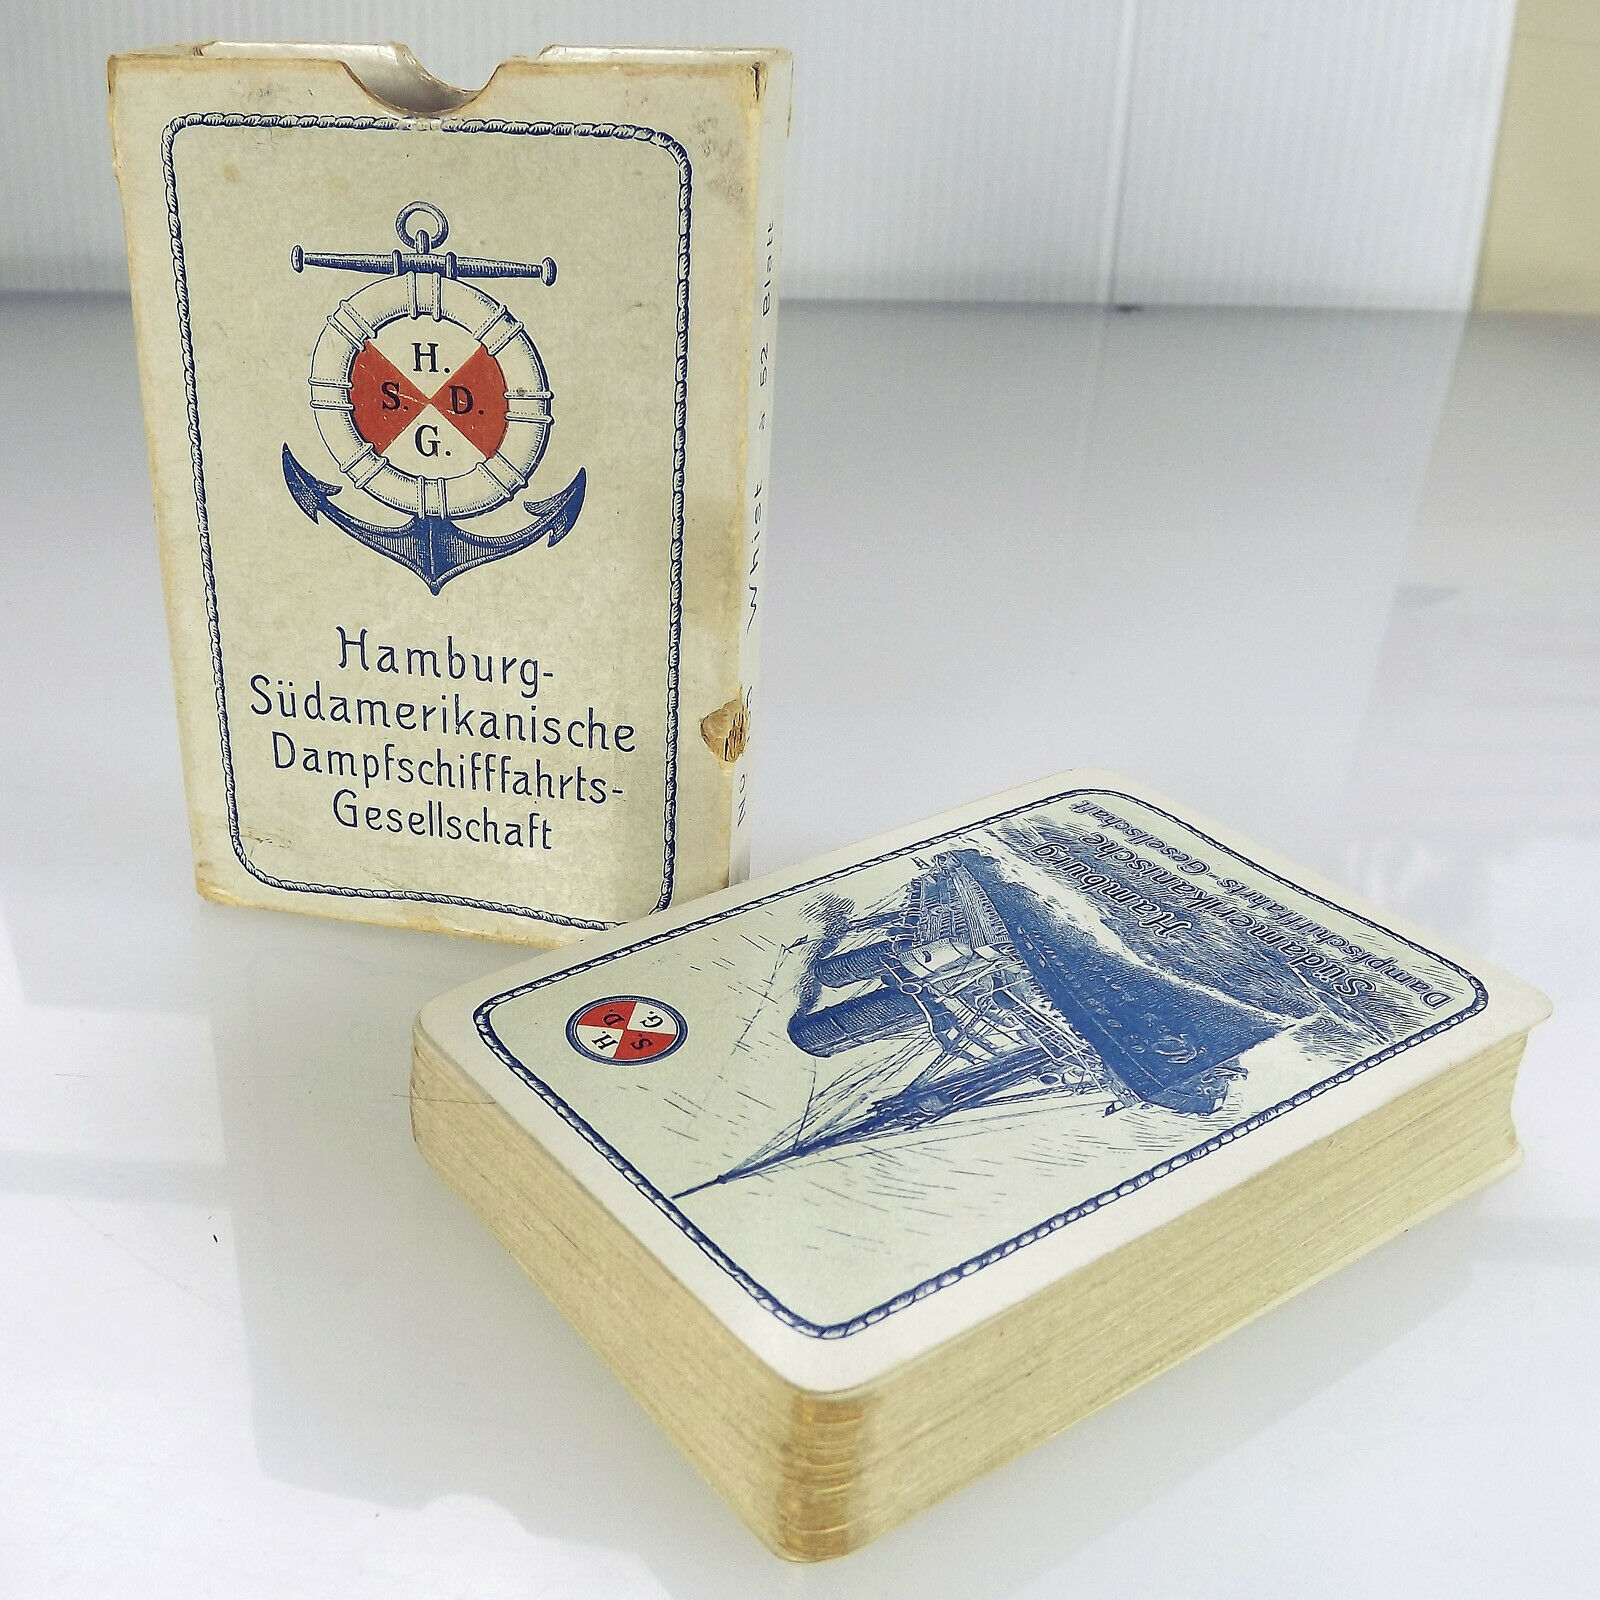 H.
S. D.
G.
Hamburg-
Südamerikanische
Dampfschifffahrts-
Gesellschaft
Whist à 52 Blatt
H. D.
S. G.
Hamburg-
Südamerikanische
Dampfschifffahrts-Gesellschaft